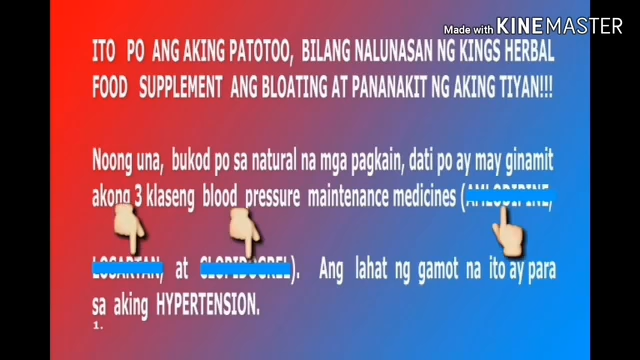 Made with KINEMASTER
ITO PO ANG AKING PATOTOO, BILANG NALUNASAN NG KINGS HERBAL
FOOD SUPPLEMENT ANG BLOATING AT PANANAKIT NG AKING TIYAN!!!
Noong una, bukod po sa natural na mga pagkain, dati po ay may ginamit
akong 3 klaseng blood pressure maintenance medicines (AMLODIPINE,
LOSARTAN, at CLOPIDOGREL). Ang lahat ng gamot na ito ay para
sa aking HYPERTENSION.
1.